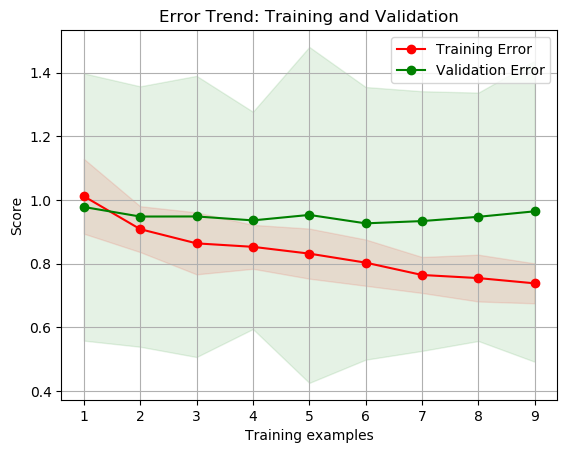 Error Trend: Training and Validation
Training Error
Validation Error
Score
1.4
1.2
1.0
0.8
0.6
0.4
1 2 3 4 5 6 7 8 9
Training examples